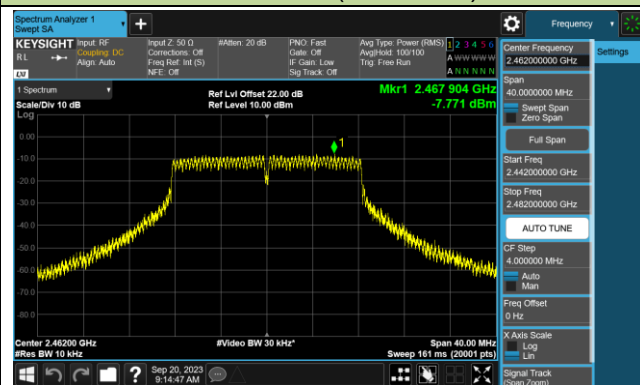 Spectrum Analyzer 1
Swept SA
Frequency
KEYSIGHT
RL
Input: RF
Coupling: DC
Align: Auto
Input Z: 50 Ω
Corrections: Off
Freq Ref: Int (S)
NFE: Off
#Atten: 20 dB
PNO: Fast
Gate: Off
IF Gain: Low
Sig Track: Off
Avg Type: Power (RMS)
Avg|Hold: 100/100
Trig: Free Run
1 2 3 4 5 6
A W W W W W
A N N N N N
Center Frequency
2.462000000 GHz
Settings
Span
40.0000000 MHz
Swept Span
Zero Span
Full Span
Start Freq
2.442000000 GHz
Stop Freq
2.482000000 GHz
AUTO TUNE
CF Step
4.000000 MHz
Auto
Man
Freq Offset
0 Hz
X Axis Scale
Log
Lin
Signal Track
(Span Zoom)
1 Spectrum
Scale/Div 10 dB
Log
Ref Lvl Offset 22.00 dB
Ref Level 10.00 dBm
Mkr1 2.467 904 GHz
-7.771 dBm
1
0.00
-10.0
-20.0
-30.0
-40.0
-50.0
-60.0
-70.0
-80.0
Center 2.46200 GHz
#Res BW 10 kHz
#Video BW 30 kHz*
Span 40.00 MHz
Sweep 161 ms (20001 pts)
Sep 20, 2023
9:14:47 AM